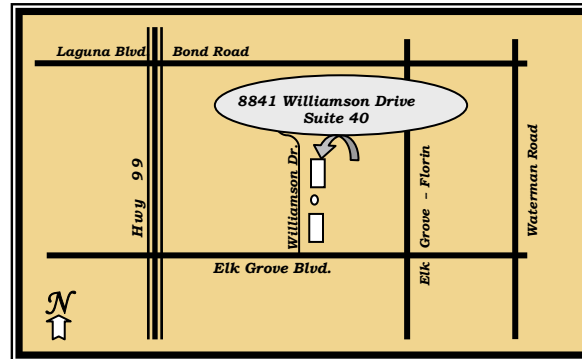 Laguna Blvd
Bond Road
8841 Williamson Drive
Suite 40
Hwy 99
Williamson Dr.
Elk Grove – Florin
Waterman Road
Elk Grove Blvd.
N